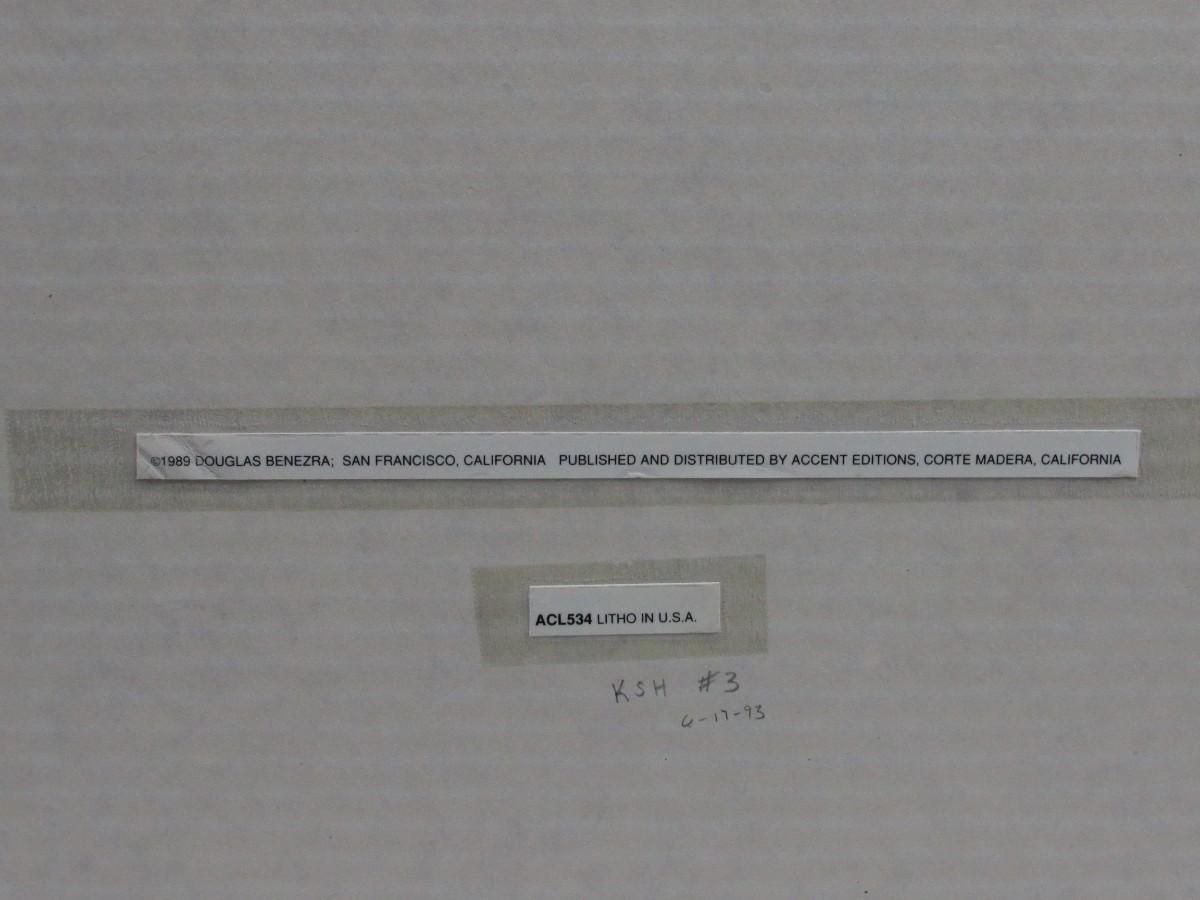 ©1989 DOUGLAS BENEZRA; SAN FRANCISCO, CALIFORNIA PUBLISHED AND DISTRIBUTED BY ACCENT EDITIONS, CORTE MADERA, CALIFORNIA
ACL534 LITHO IN U.S.A.
KSH #3
6-17-93